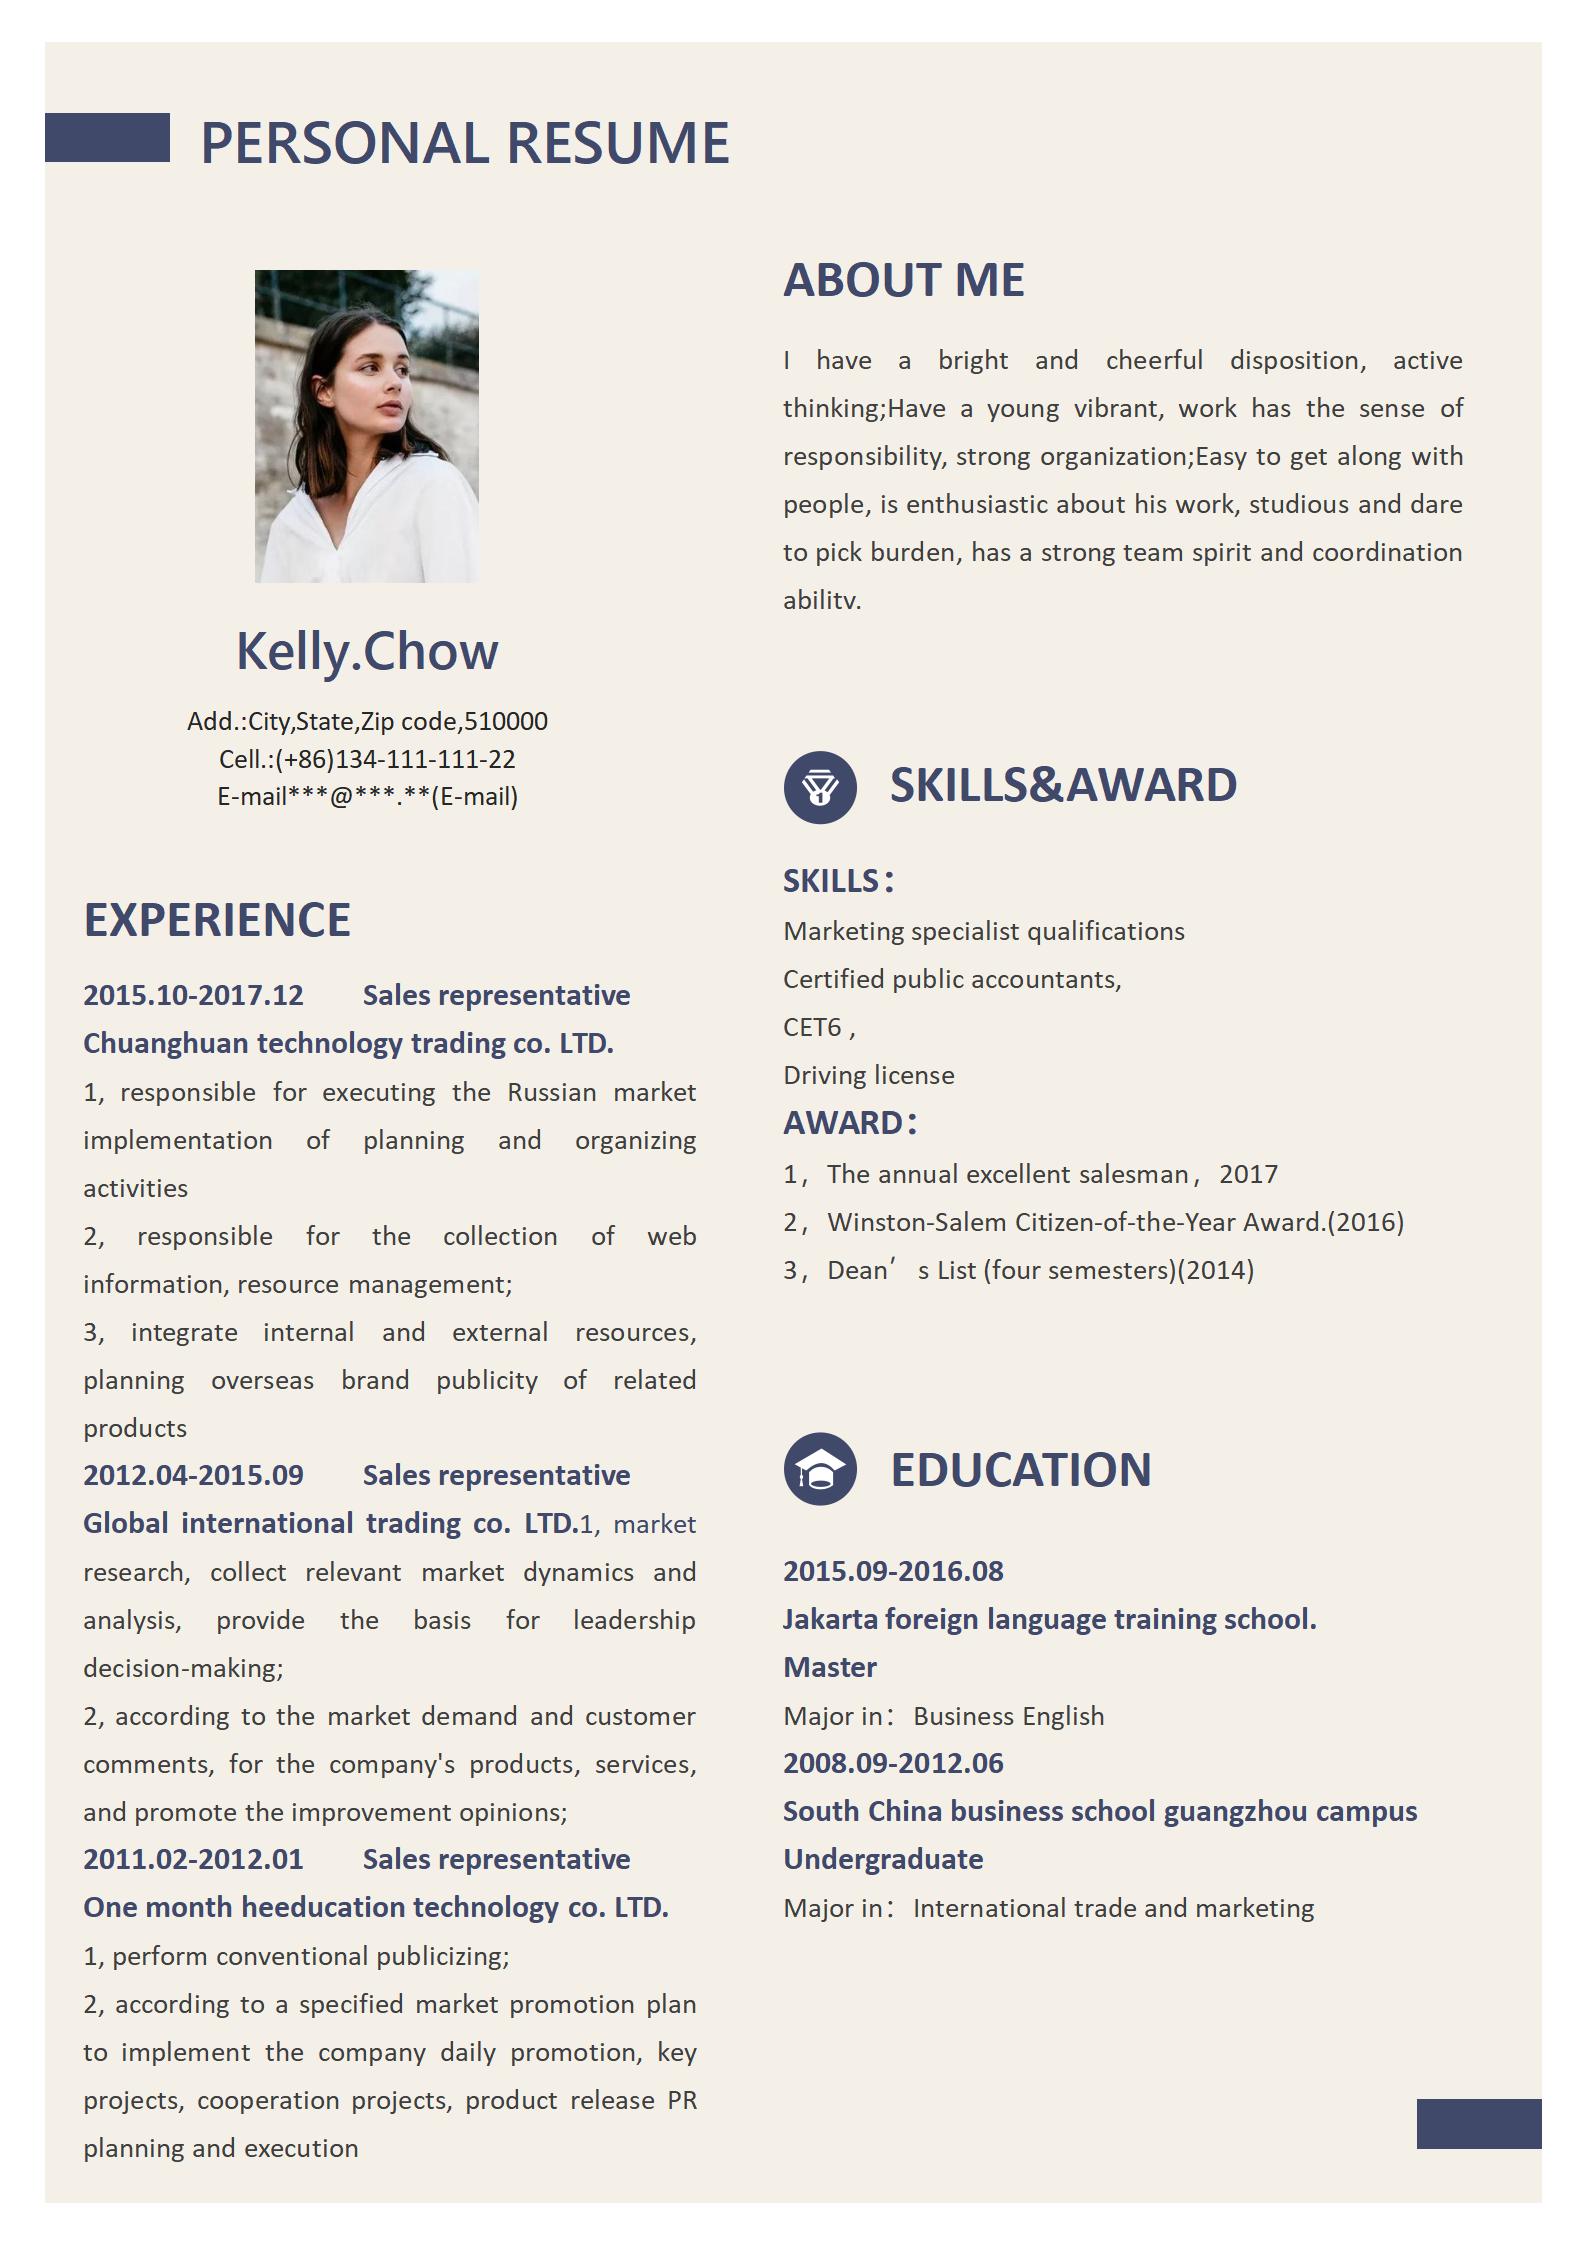 PERSONAL RESUME
Kelly.Chow
Add.:City,State,Zip code,510000
Cell.:(+86)134-111-111-22
E-mail***@***.**(E-mail)
EXPERIENCE
2015.10-2017.12 Sales representative
Chuanghuan technology trading co. LTD.
1, responsible for executing the Russian market
implementation of planning and organizing
activities
2, responsible for the collection of web
information, resource management;
3, integrate internal and external resources,
planning overseas brand publicity of related
products
2012.04-2015.09 Sales representative
Global international trading co. LTD.1, market
research, collect relevant market dynamics and
analysis, provide the basis for leadership
decision-making;
2, according to the market demand and customer
comments, for the company's products, services,
and promote the improvement opinions;
2011.02-2012.01 Sales representative
One month heeducation technology co. LTD.
1, perform conventional publicizing;
2, according to a specified market promotion plan
to implement the company daily promotion, key
projects, cooperation projects, product release PR
planning and execution
ABOUT ME
I have a bright and cheerful disposition, active
thinking;Have a young vibrant, work has the sense of
responsibility, strong organization;Easy to get along with
people, is enthusiastic about his work, studious and dare
to pick burden, has a strong team spirit and coordination
ability.
SKILLS&AWARD
SKILLS：
Marketing specialist qualifications
Certified public accountants,
CET6 ,
Driving license
AWARD：
1，The annual excellent salesman，2017
2，Winston-Salem Citizen-of-the-Year Award.(2016)
3，Dean’s List (four semesters)(2014)
EDUCATION
2015.09-2016.08
Jakarta foreign language training school.
Master
Major in：Business English
2008.09-2012.06
South China business school guangzhou campus
Undergraduate
Major in：International trade and marketing